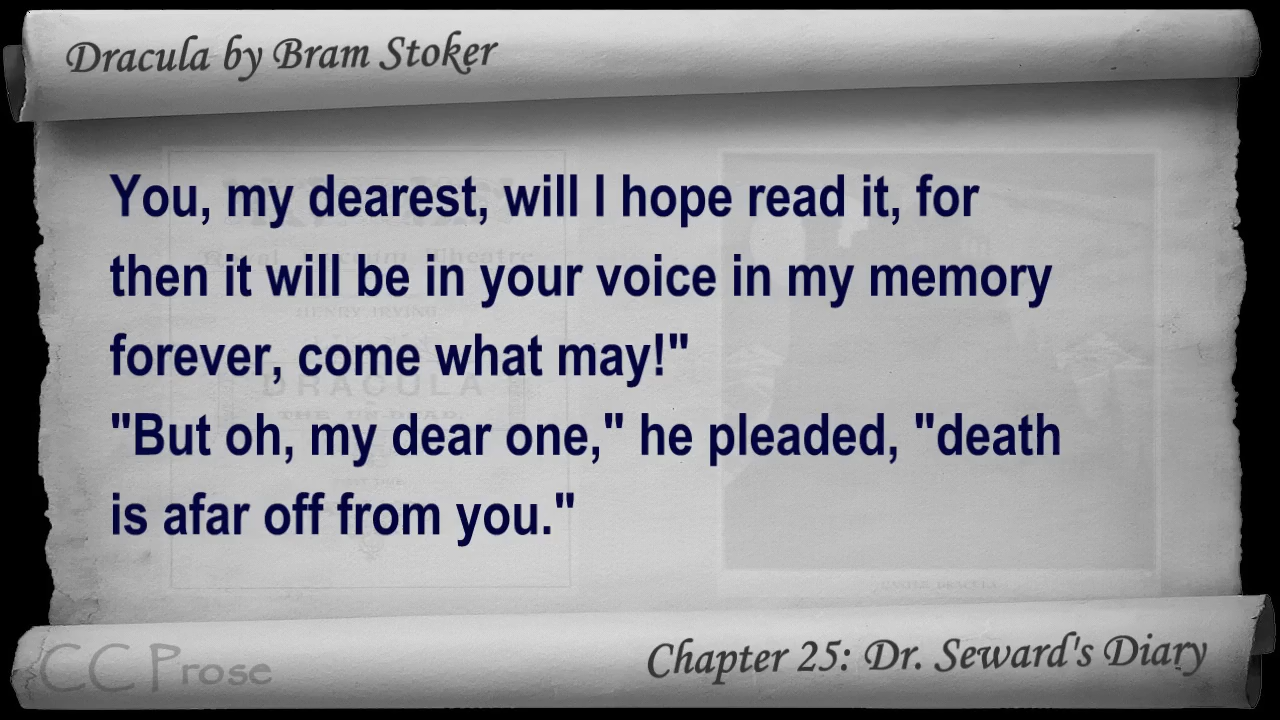 Dracula by Bram Stoker
You, my dearest, will I hope read it, for
then it will be in your voice in my memory
forever, come what may!"
"But oh, my dear one," he pleaded, "death
is afar off from you."
CC Prose
Chapter 25: Dr. Seward's Diary